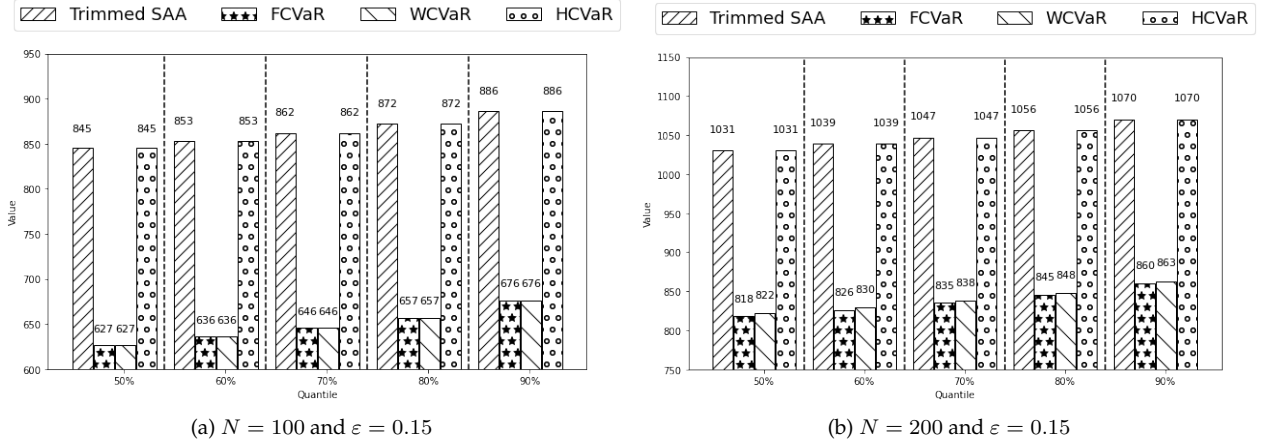 Trimmed SAA FCVaR WCVaR HCVaR
950
900
850
800
750
700
650
600
Value
845 627 627 845
853 636 636 853
862 646 646 862
872 657 657 872
886 676 676 886
50% 60% 70% 80% 90%
Quantile
(a) N = 100 and ε = 0.15
Trimmed SAA FCVaR WCVaR HCVaR
1150
1100
1050
1000
950
900
850
800
750
Value
1031 818 822 1031
1039 826 830 1039
1047 835 838 1047
1056 845 848 1056
1070 860 863 1070
50% 60% 70% 80% 90%
Quantile
(b) N = 200 and ε = 0.15